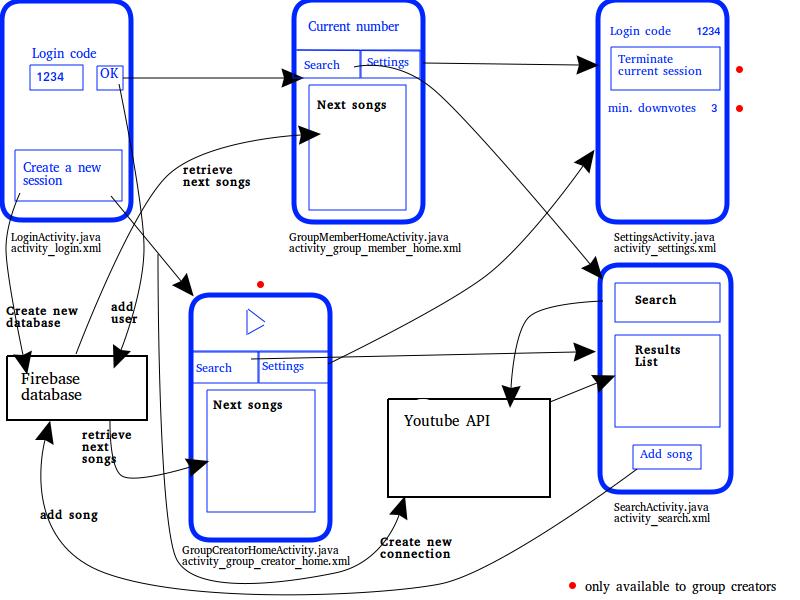 Login code
1234
OK
Create a new
session
LoginActivity.java
activity_login.xml
Current number
Search
Settings
Next songs
GroupMemberHomeActivity.java
activity_group_member_home.xml
Login code 1234
Terminate
current session
min. downvotes 3
SettingsActivity.java
activity_settings.xml
retrieve
next songs
Create new
database
add
user
Firebase
database
retrieve
next
songs
add song
Search
Settings
Next songs
GroupCreatorHomeActivity.java
activity_group_creator_home.xml
Youtube API
Create new
connection
Search
Results
List
Add song
SearchActivity.java
activity_search.xml
only available to group creators